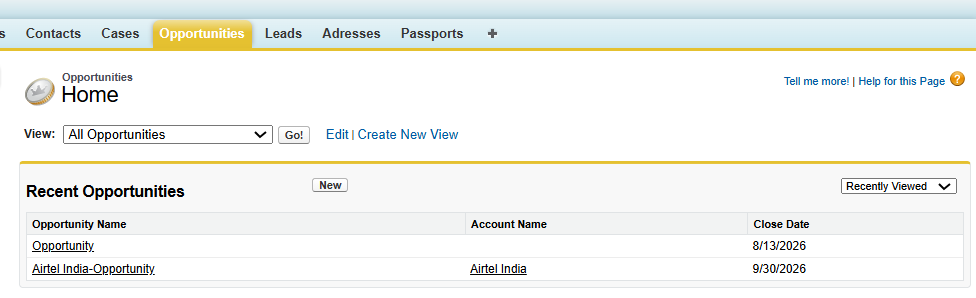 s Contacts Cases Opportunities Leads Adresses Passports +
Opportunities
Home
Tell me more! | Help for this Page ?
View: All Opportunities Go! Edit | Create New View
Recent Opportunities New Recently Viewed
Opportunity Name Account Name Close Date
Opportunity 8/13/2026
Airtel India-Opportunity Airtel India 9/30/2026